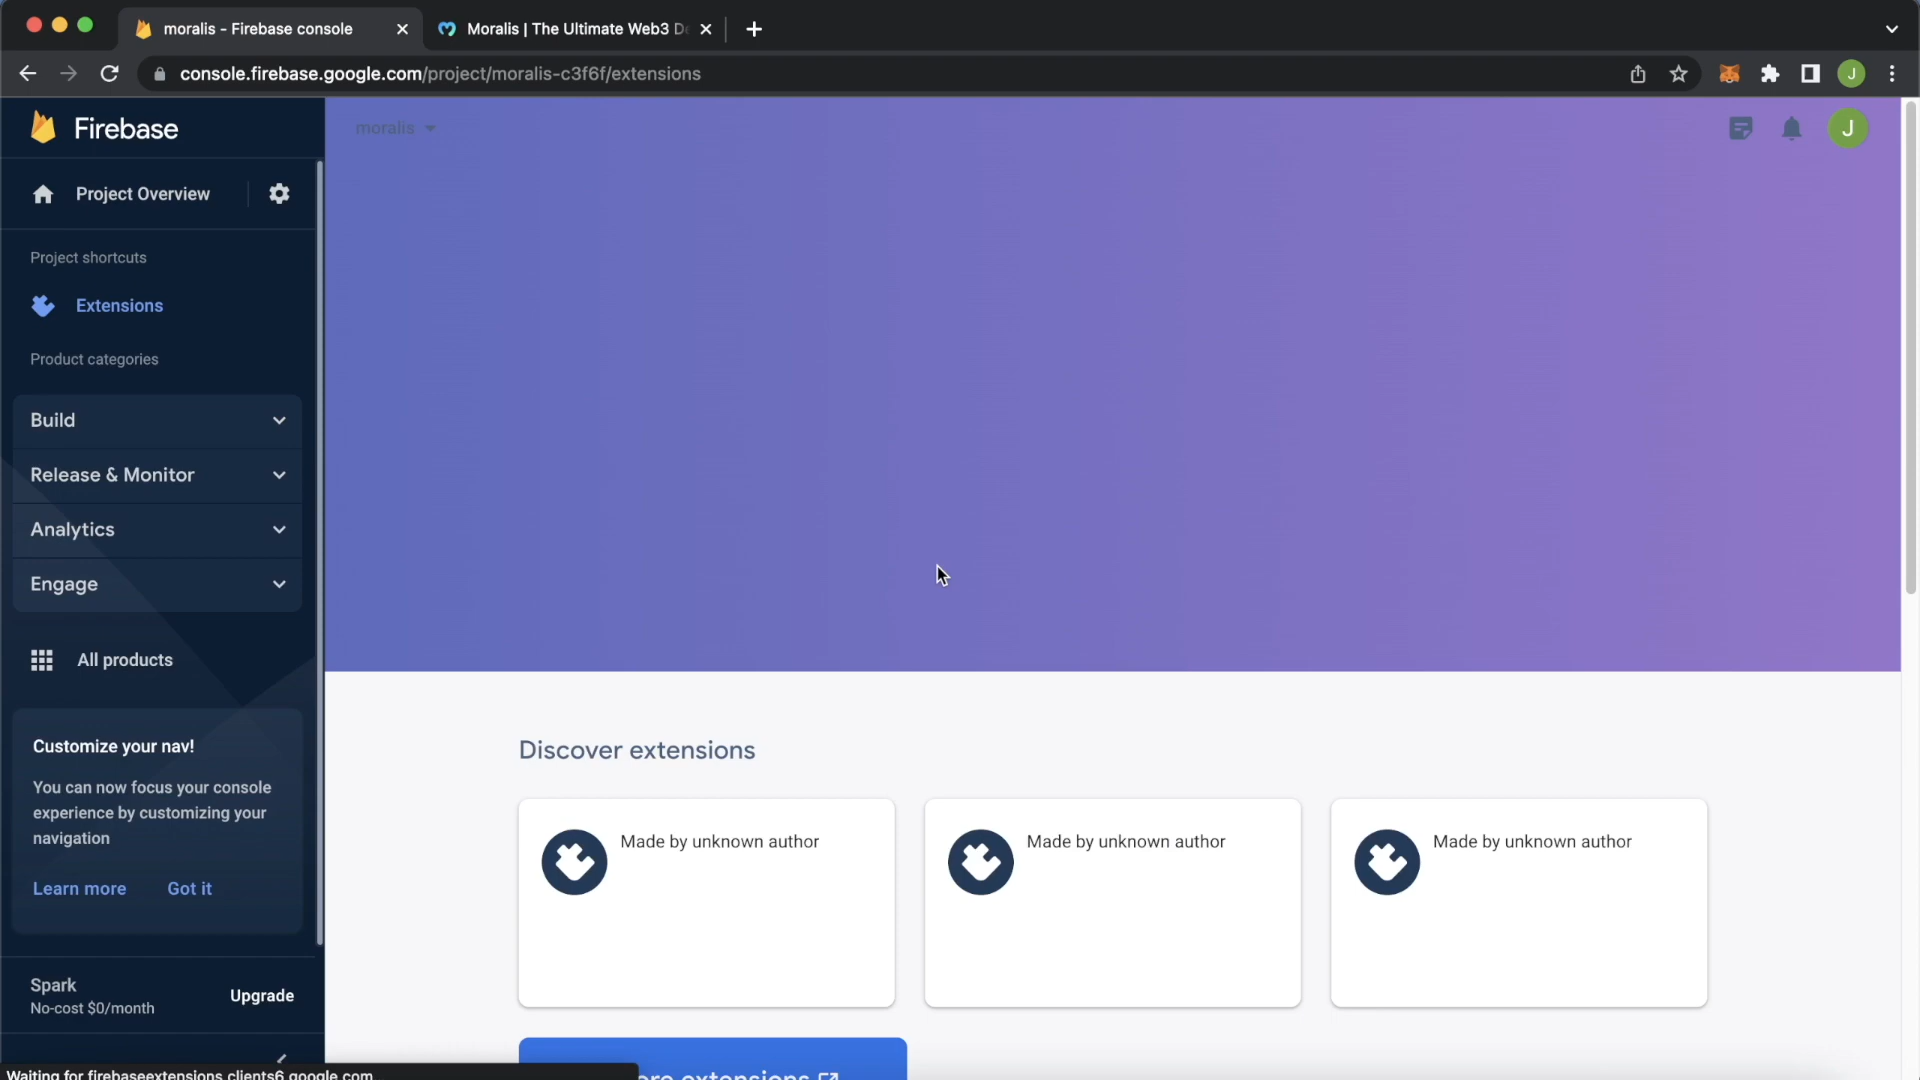 moralis - Firebase console
Moralis | The Ultimate Web3 D
console.firebase.google.com/project/moralis-c3f6f/extensions
J
Firebase
moralis
J
Project Overview
Project shortcuts
Extensions
Product categories
Build
Release & Monitor
Analytics
Engage
All products
Customize your nav!
You can now focus your console
experience by customizing your
navigation
Learn more Got it
Spark
No-cost $0/month
Upgrade
Discover extensions
Made by unknown author
Made by unknown author
Made by unknown author
extensions
Waiting for firebaseextensions.clients6.google.com...